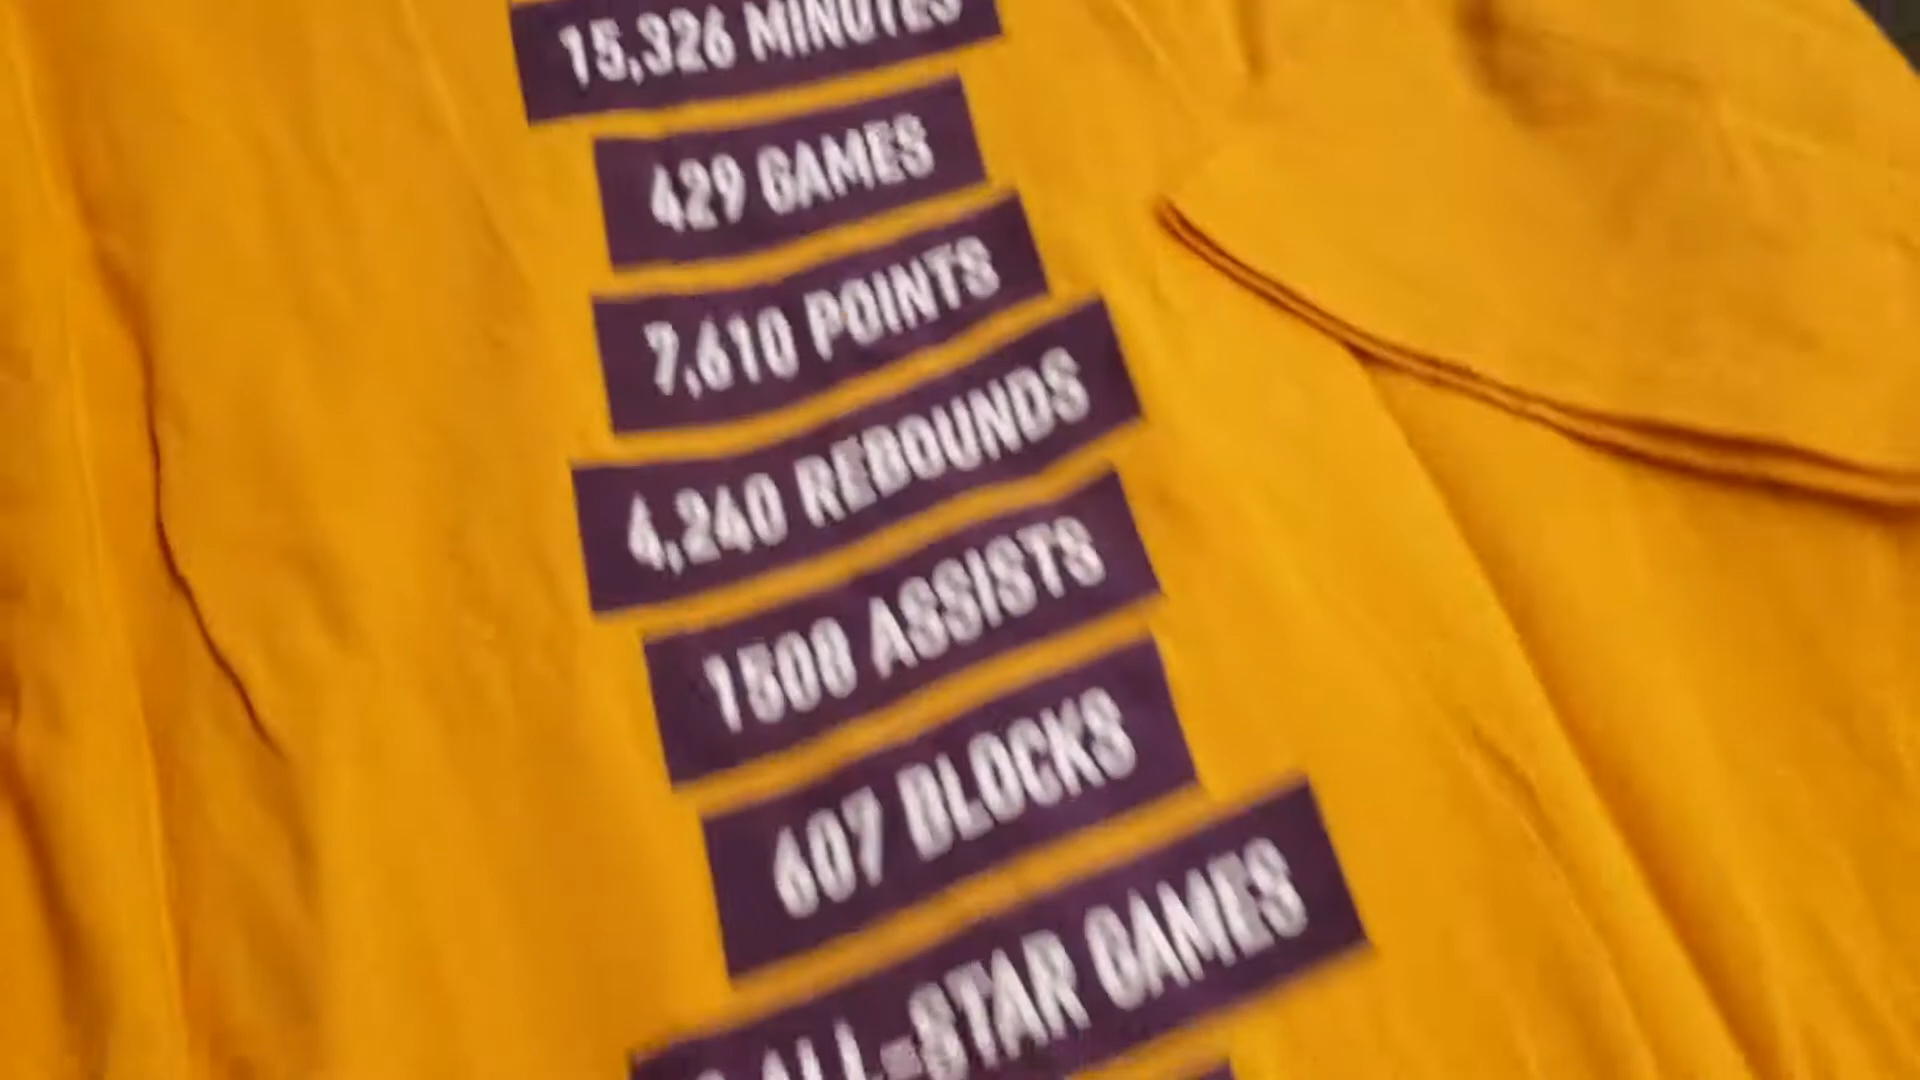 15,326 MINUTES
429 GAMES
7,610 POINTS
4,240 REBOUNDS
1508 ASSISTS
607 BLOCKS
ALL-STAR GAMES